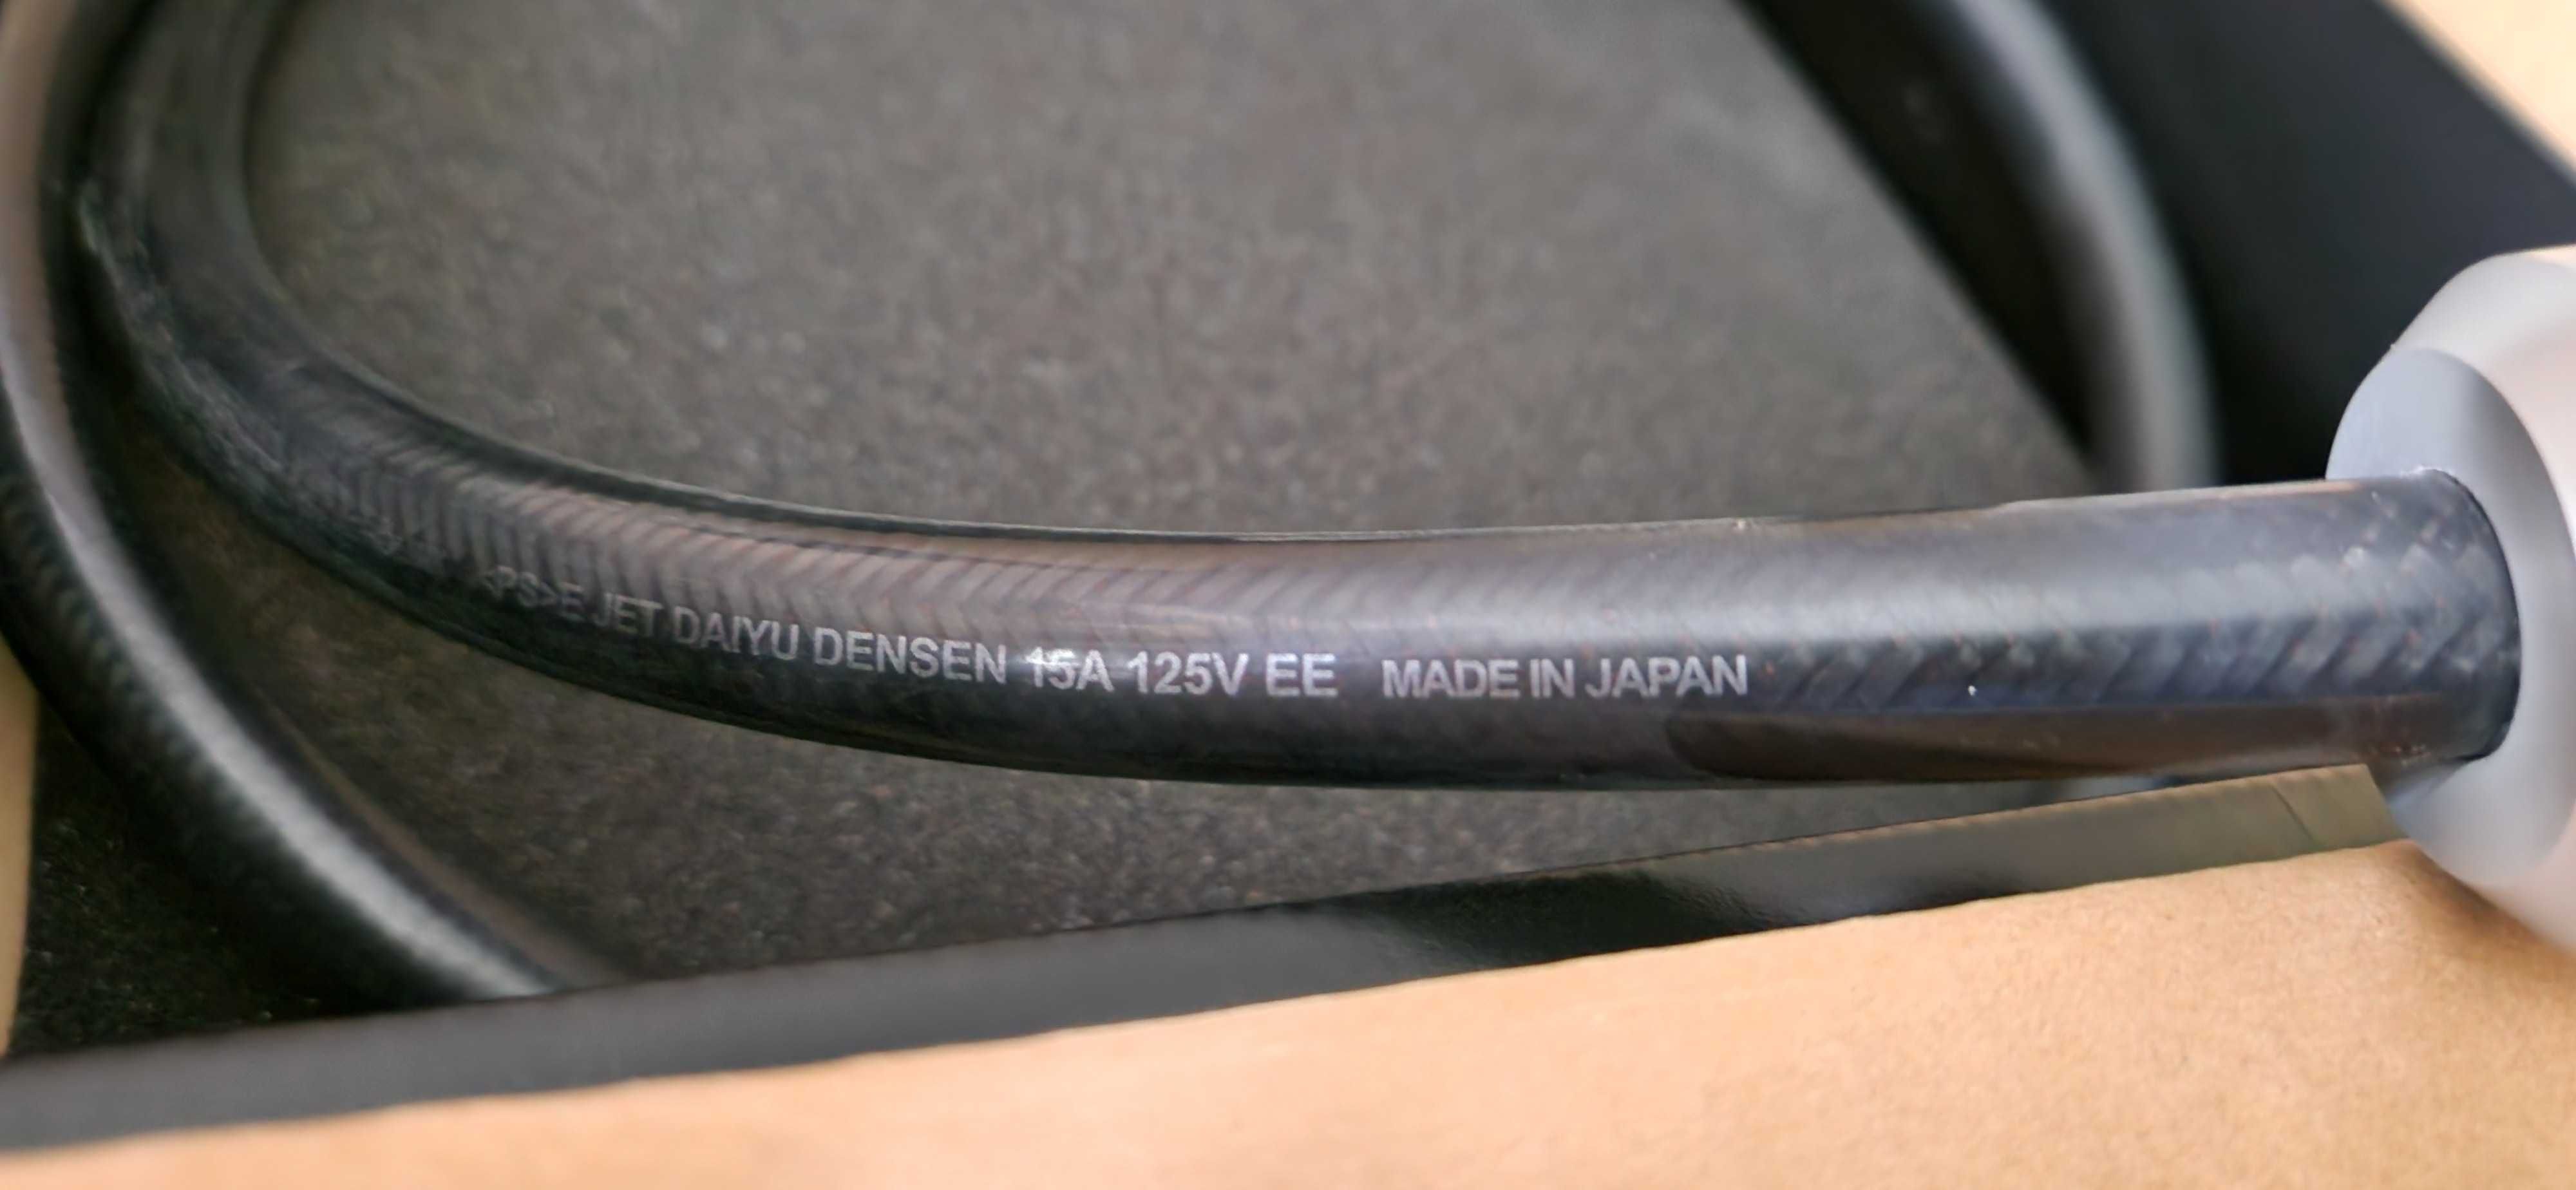 <PS>E JET DAIYU DENSEN 15A 125V EE MADE IN JAPAN